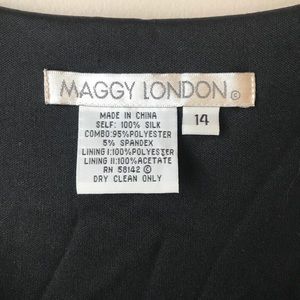 MAGGY LONDON©
14
MADE IN CHINA
SELF: 100% SILK
COMBO:95%POLYESTER
5% SPANDEX
LINING I:100%POLYESTER
LINING II:100%ACETATE
RN 58142 ©
DRY CLEAN ONLY